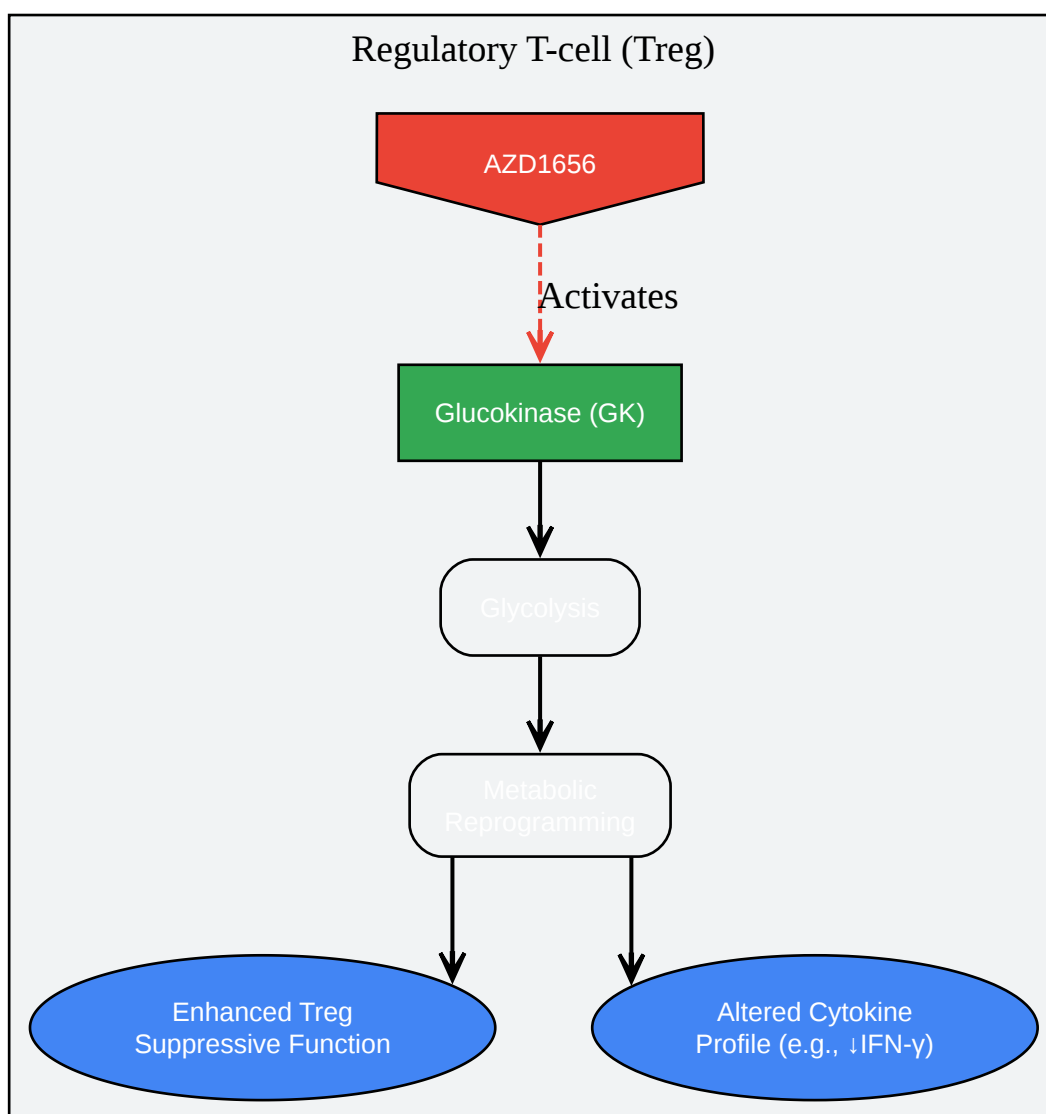 Regulatory T-cell (Treg)
AZD1656
Activates
Glucokinase (GK)
Glycolysis
Metabolic
Reprogramming
Enhanced Treg
Suppressive Function
Altered Cytokine
Profile (e.g., ↓IFN-γ)